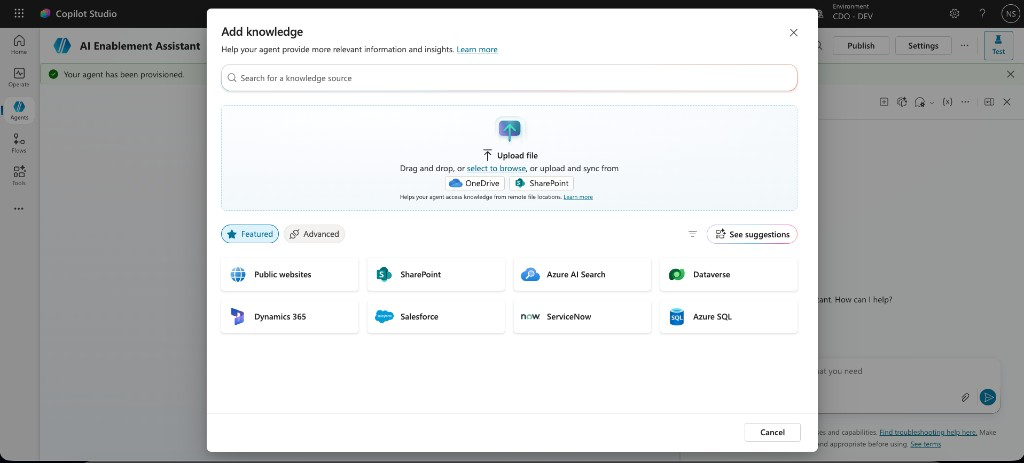 Copilot Studio
Environment
CDO - DEV
NS
Home
AI Enablement Assistant
Publish
Settings
Test
Your agent has been provisioned.
Operate
Agents
Flows
Tools
Add knowledge
Help your agent provide more relevant information and insights. Learn more
Search for a knowledge source
Upload file
Drag and drop, or select to browse, or upload and sync from
OneDrive
SharePoint
Helps your agent access knowledge from remote file locations. Learn more
Featured
Advanced
See suggestions
Public websites
SharePoint
Azure AI Search
Dataverse
Dynamics 365
Salesforce
now ServiceNow
SQL Azure SQL
Cancel
How can I help?
you need
and capabilities. Find troubleshooting help here. Make
appropriate before using. See terms